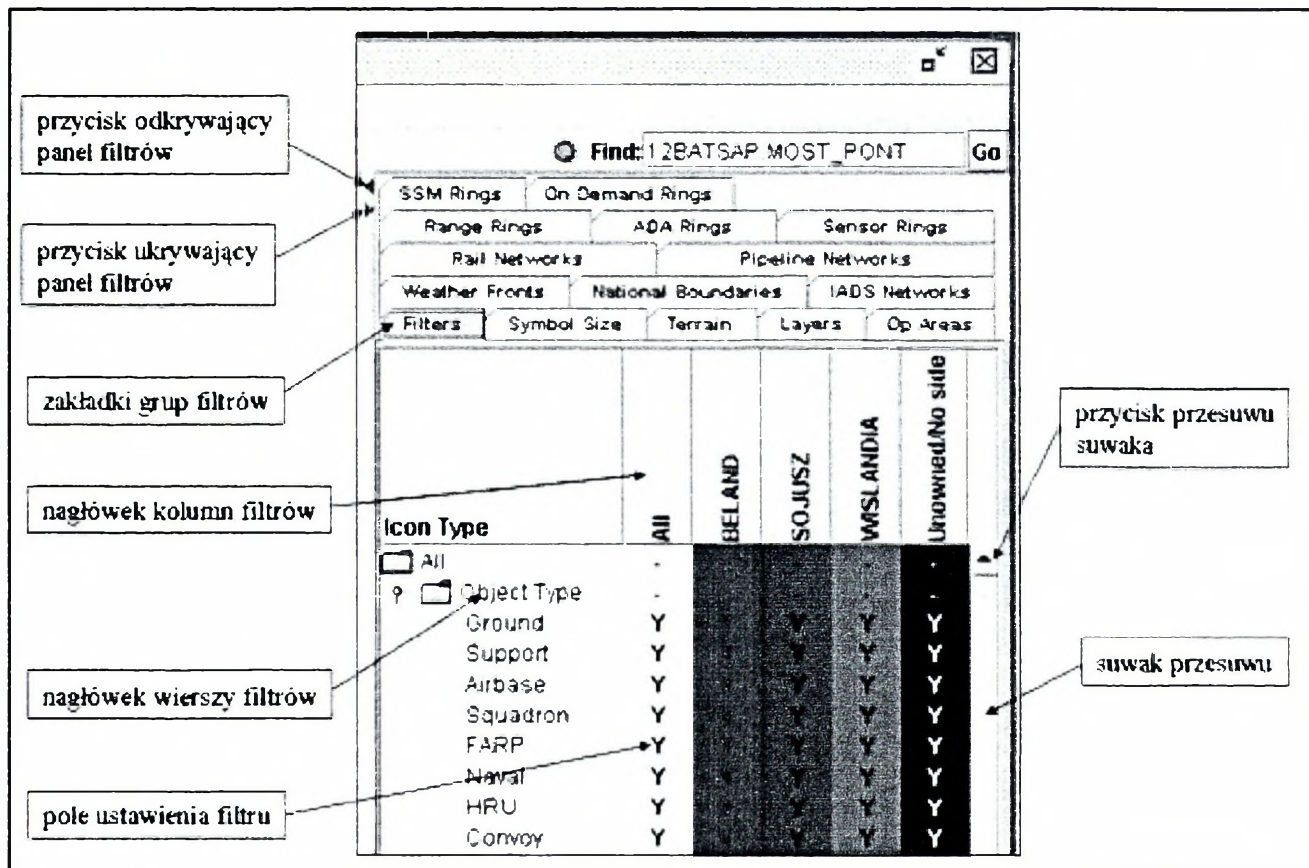 przycisk odkrywający
panel filtrów
przycisk ukrywający
panel filtrów
zakładki grup filtrów
nagłówek kolumn filtrów
nagłówek wierszy filtrów
pole ustawienia filtru
Find: 12BATSAP.MOST_PONT Go
SSM Rings On Demand Rings
Range Rings ADA Rings Sensor Rings
Rail Networks Pipeline Networks
Weather Fronts National Boundaries IADS Networks
Filters Symbol Size Terrain Layers Op Areas
Icon Type All BELAND SOJUSZ WISLANDIA Unowned/No side
All - - -
Object Type - - -
Ground Y Y Y Y
Support Y Y Y Y
Airbase Y Y Y Y
Squadron Y Y Y Y
FARP Y Y Y Y
Naval Y Y Y Y
HRU Y Y Y Y
Convoy Y Y Y Y
przycisk przesuwu
suwaka
suwak przesuwu